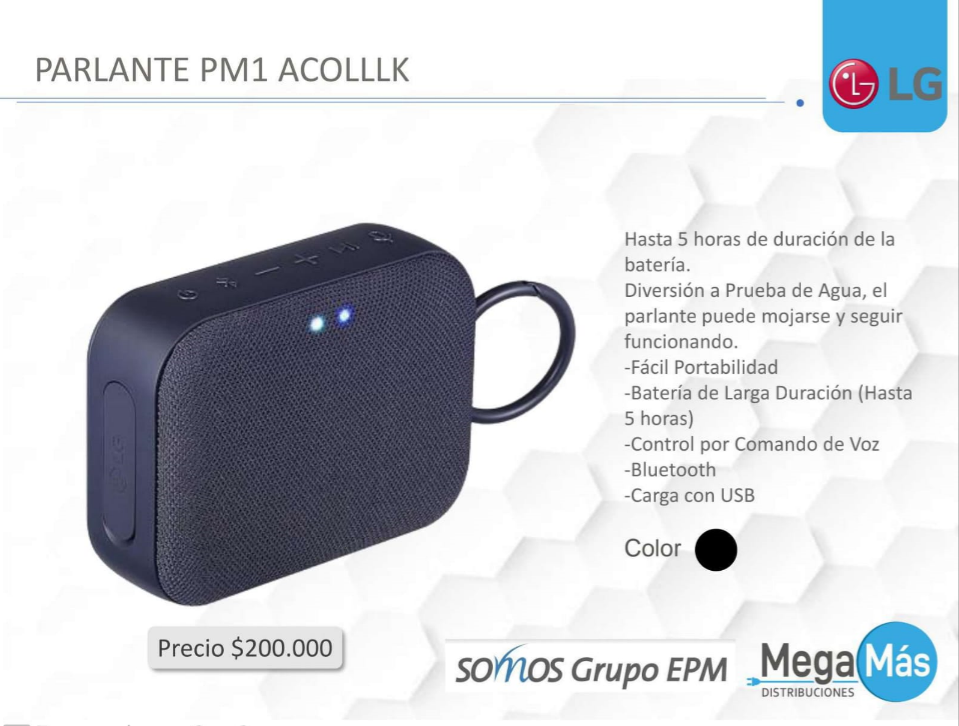 PARLANTE PM1 ACOLLLK
LG
Hasta 5 horas de duración de la
batería.
Diversión a Prueba de Agua, el
parlante puede mojarse y seguir
funcionando.
-Fácil Portabilidad
-Batería de Larga Duración (Hasta
5 horas)
-Control por Comando de Voz
-Bluetooth
-Carga con USB
Color
LG
Precio $200.000
somos Grupo EPM
MegaMás
DISTRIBUCIONES